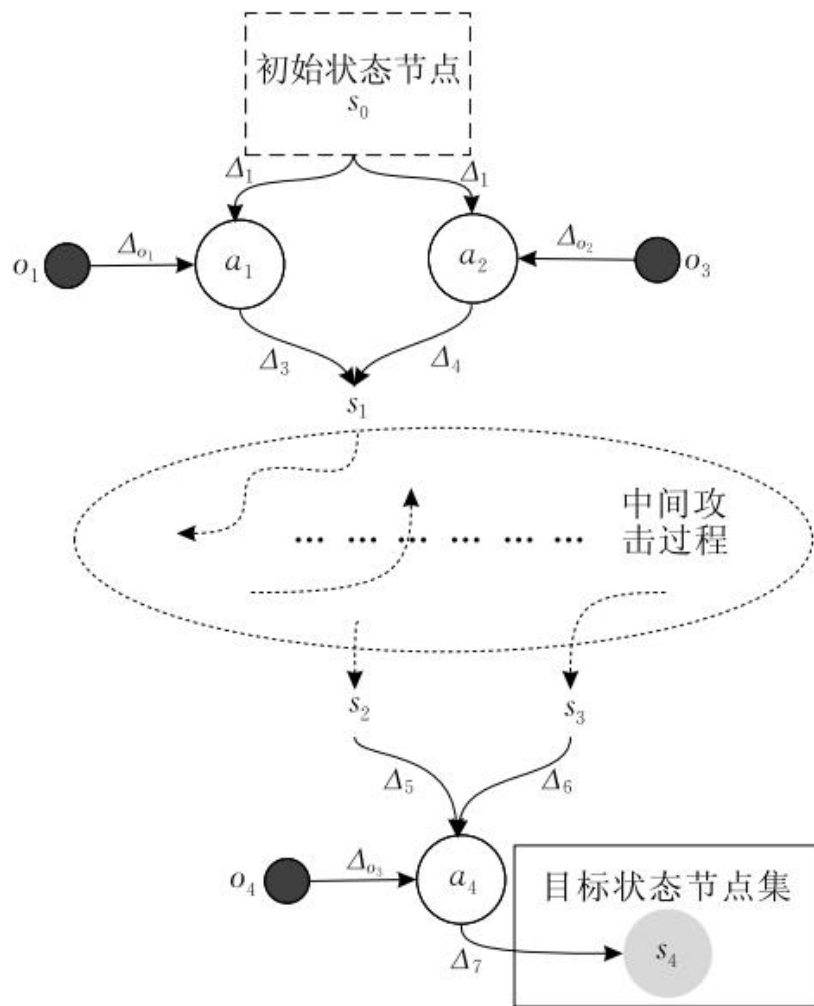 初始状态节点
s₀
Δ₁ Δ₁
o₁ Δₒ₁ a₁ a₂ Δₒ₂ o₃
Δ₃ Δ₄
s₁
中间攻
... ... ... ... ... ... 击过程
s₂ s₃
Δ₅ Δ₆
o₄ Δₒ₃ a₄ 目标状态节点集
Δ₇ s₄